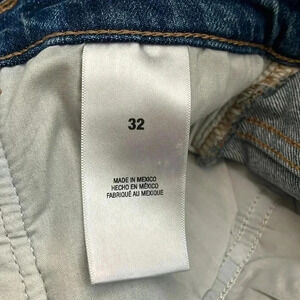 32
MADE IN MEXICO
HECHO EN MÉXICO
FABRIQUÉ AU MEXIQUE